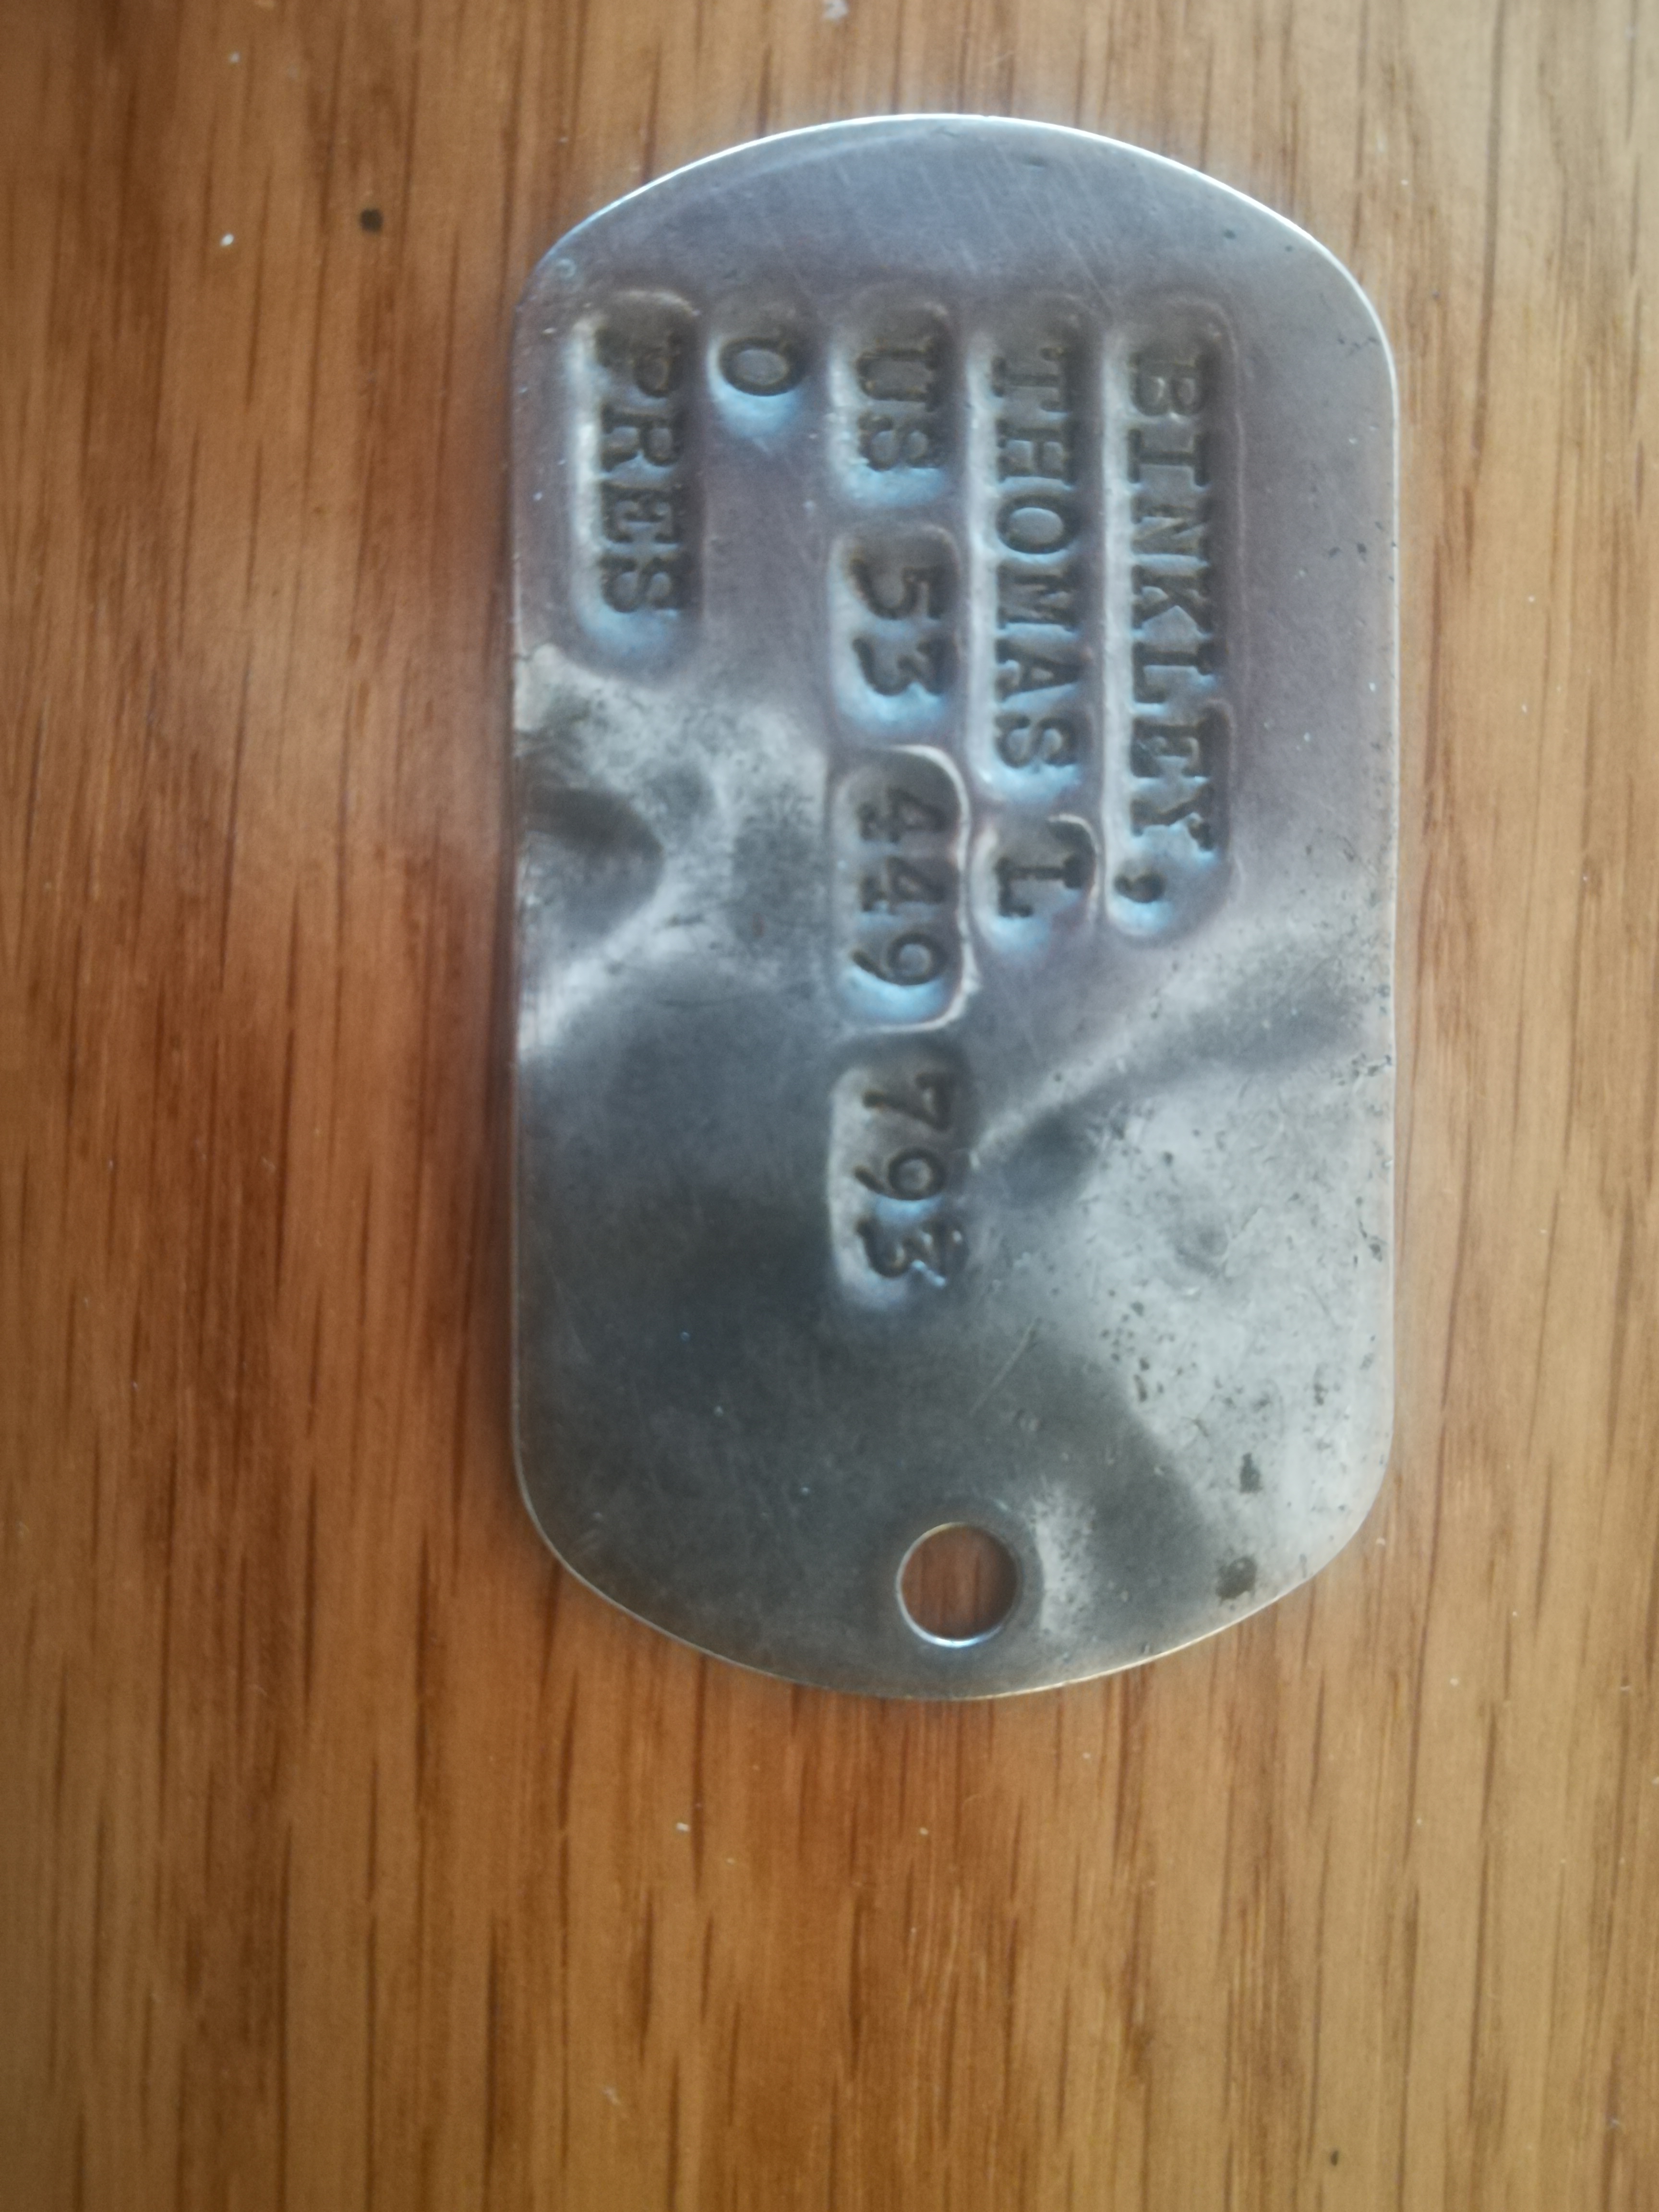 BINKLEY,
THOMAS L
US 53 449 793
O
PRES